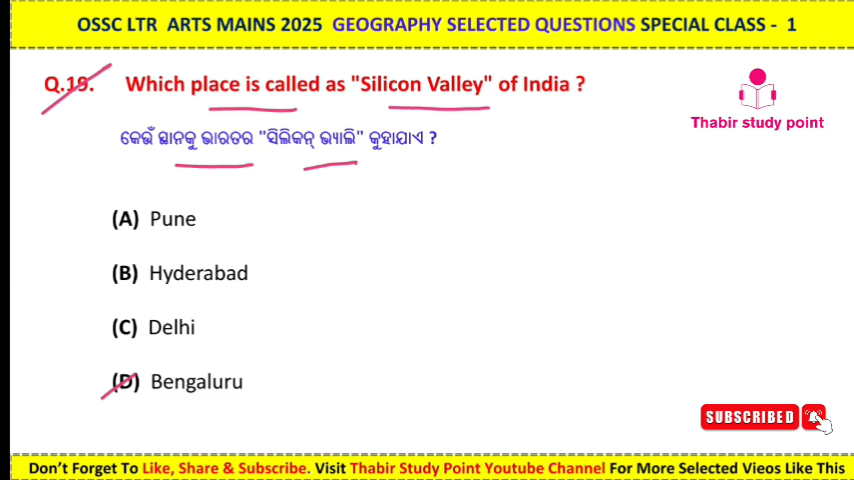 OSSC LTR ARTS MAINS 2025 GEOGRAPHY SELECTED QUESTIONS SPECIAL CLASS - 1
Q.19. Which place is called as "Silicon Valley" of India ?
Thabir study point
କେଉଁ ସ୍ଥାନକୁ ଭାରତର "ସିଲିକନ୍ ଭ୍ୟାଲି" କୁହାଯାଏ ?
(A) Pune
(B) Hyderabad
(C) Delhi
(D) Bengaluru
SUBSCRIBED
Don't Forget To Like, Share & Subscribe. Visit Thabir Study Point Youtube Channel For More Selected Vieos Like This